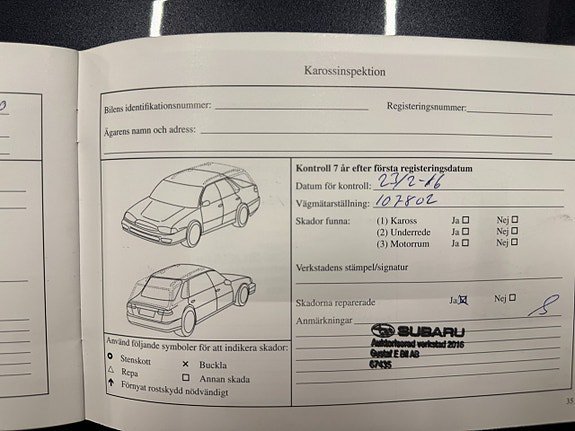 Karossinspektion
Bilens identifikationsnummer:
Registeringsnummer:
Ägarens namn och adress:
Kontroll 7 år efter första registeringsdatum
Datum för kontroll: 23/2-16
Vägmätarställning: 107802
Skador funna: (1) Kaross Ja Nej
(2) Underrede Ja Nej
(3) Motorrum Ja Nej
Verkstadens stämpel/signatur
Skadorna reparerade Ja Nej
Anmärkningar
SUBARU
Auktoriserad verkstad 2016
Gustaf E Bil AB
67435
Använd följande symboler för att indikera skador:
Stenskott × Buckla
Repa Annan skada
Förnyat rostskydd nödvändigt
35